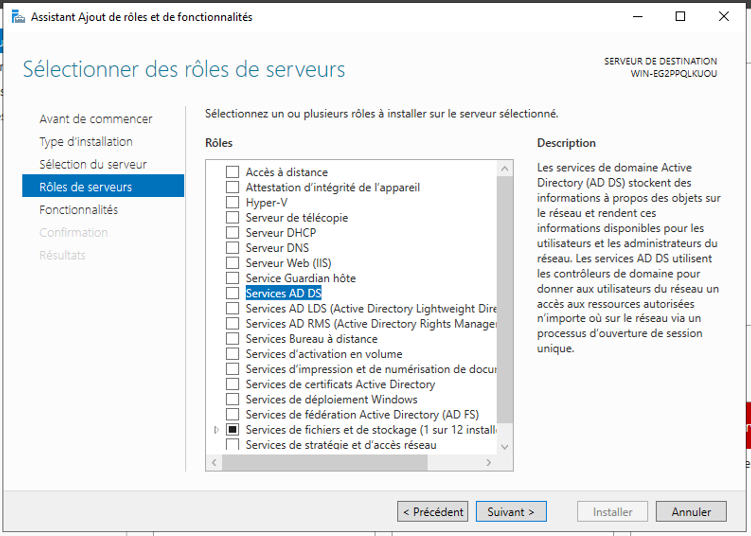 Assistant Ajout de rôles et de fonctionnalités
Sélectionner des rôles de serveurs
SERVEUR DE DESTINATION
WIN-EG2PPQLKUOU
Avant de commencer
Type d'installation
Sélection du serveur
Rôles de serveurs
Fonctionnalités
Confirmation
Résultats
Sélectionnez un ou plusieurs rôles à installer sur le serveur sélectionné.
Rôles
Accès à distance
Attestation d'intégrité de l'appareil
Hyper-V
Serveur de télécopie
Serveur DHCP
Serveur DNS
Serveur Web (IIS)
Service Guardian hôte
Services AD DS
Services AD LDS (Active Directory Lightweight Dire
Services AD RMS (Active Directory Rights Manager
Services Bureau à distance
Services d'activation en volume
Services d'impression et de numérisation de docu
Services de certificats Active Directory
Services de déploiement Windows
Services de fédération Active Directory (AD FS)
Services de fichiers et de stockage (1 sur 12 install
Services de stratégie et d'accès réseau
Description
Les services de domaine Active
Directory (AD DS) stockent des
informations à propos des objets sur
le réseau et rendent ces
informations disponibles pour les
utilisateurs et les administrateurs du
réseau. Les services AD DS utilisent
les contrôleurs de domaine pour
donner aux utilisateurs du réseau un
accès aux ressources autorisées
n'importe où sur le réseau via un
processus d'ouverture de session
unique.
< Précédent
Suivant >
Installer
Annuler